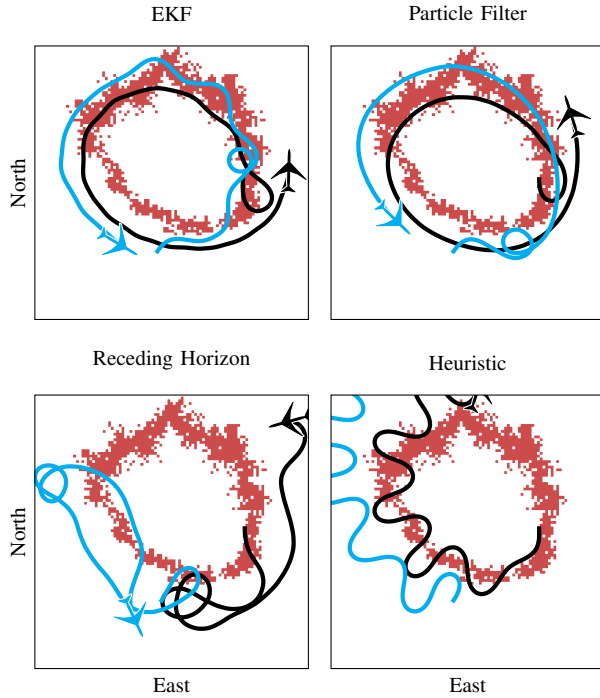 EKF
Particle Filter
North
Receding Horizon
Heuristic
North
East
East